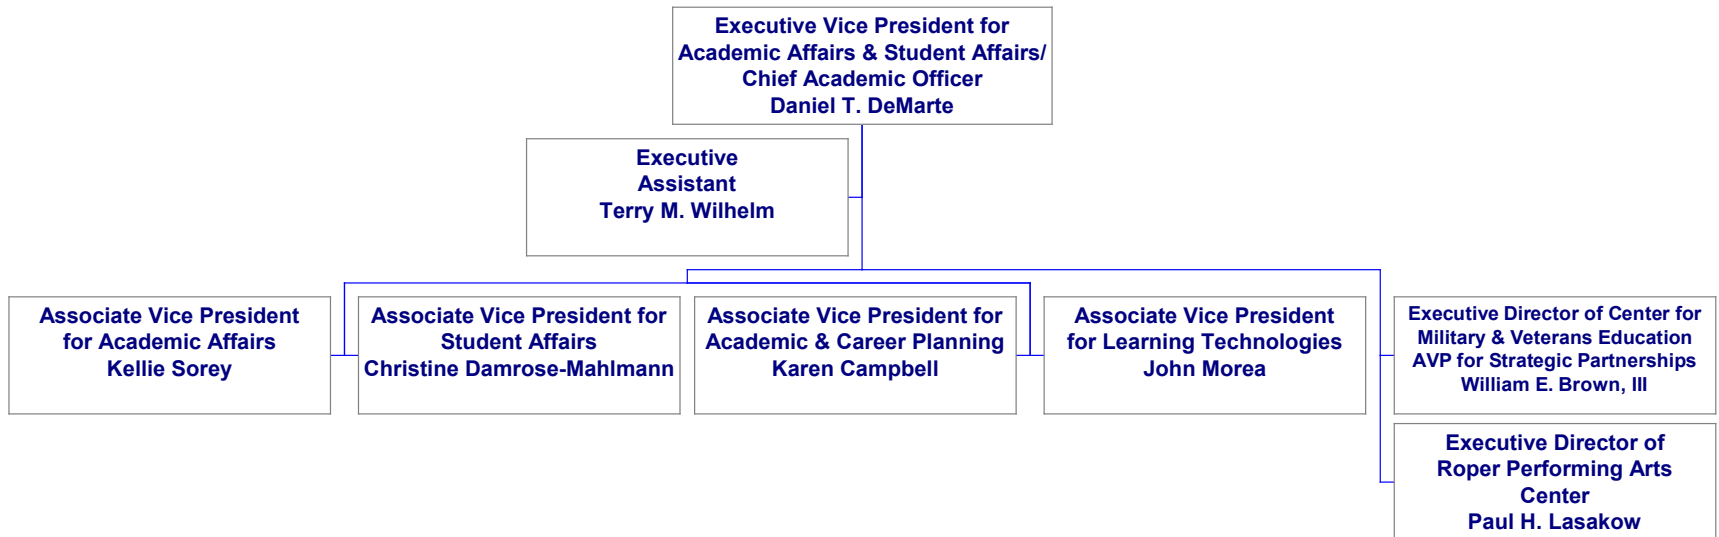 Executive Vice President for
Academic Affairs & Student Affairs/
Chief Academic Officer
Daniel T. DeMarte
Executive
Assistant
Terry M. Wilhelm
Associate Vice President
for Academic Affairs
Kellie Sorey
Associate Vice President for
Student Affairs
Christine Damrose-Mahlmann
Associate Vice President for
Academic & Career Planning
Karen Campbell
Associate Vice President
for Learning Technologies
John Morea
Executive Director of Center for
Military & Veterans Education
AVP for Strategic Partnerships
William E. Brown, III
Executive Director of
Roper Performing Arts
Center
Paul H. Lasakow